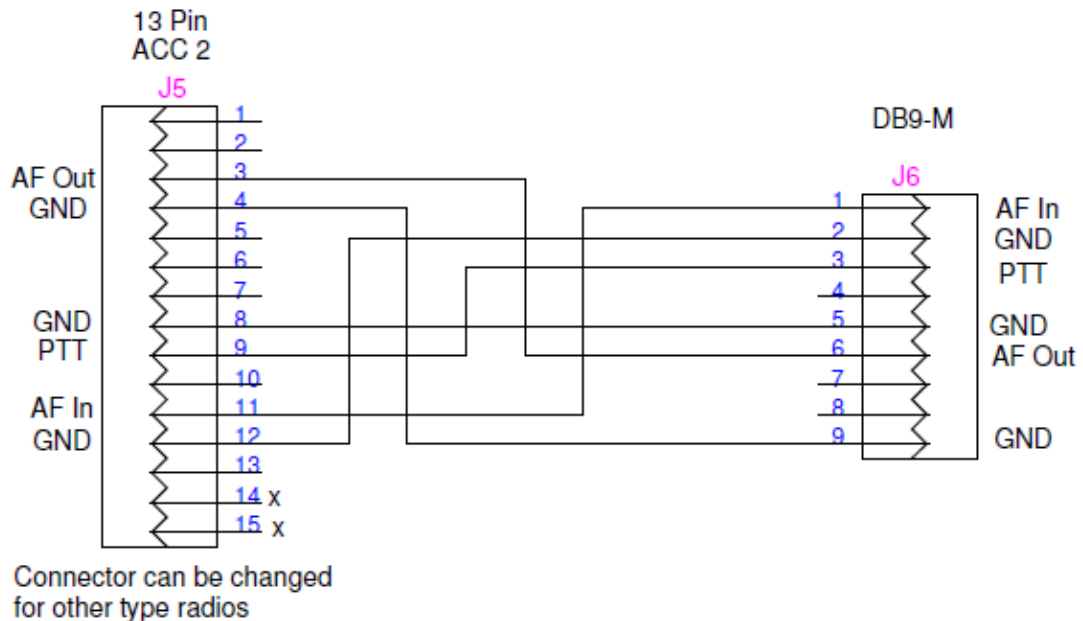 13 Pin
ACC 2
J5
1
2
AF Out 3
GND 4
5
6
7
GND 8
PTT 9
10
AF In 11
GND 12
13
14 x
15 x
Connector can be changed
for other type radios
DB9-M
J6
1 AF In
2 GND
3 PTT
4
5 GND
6 AF Out
7
8
9 GND